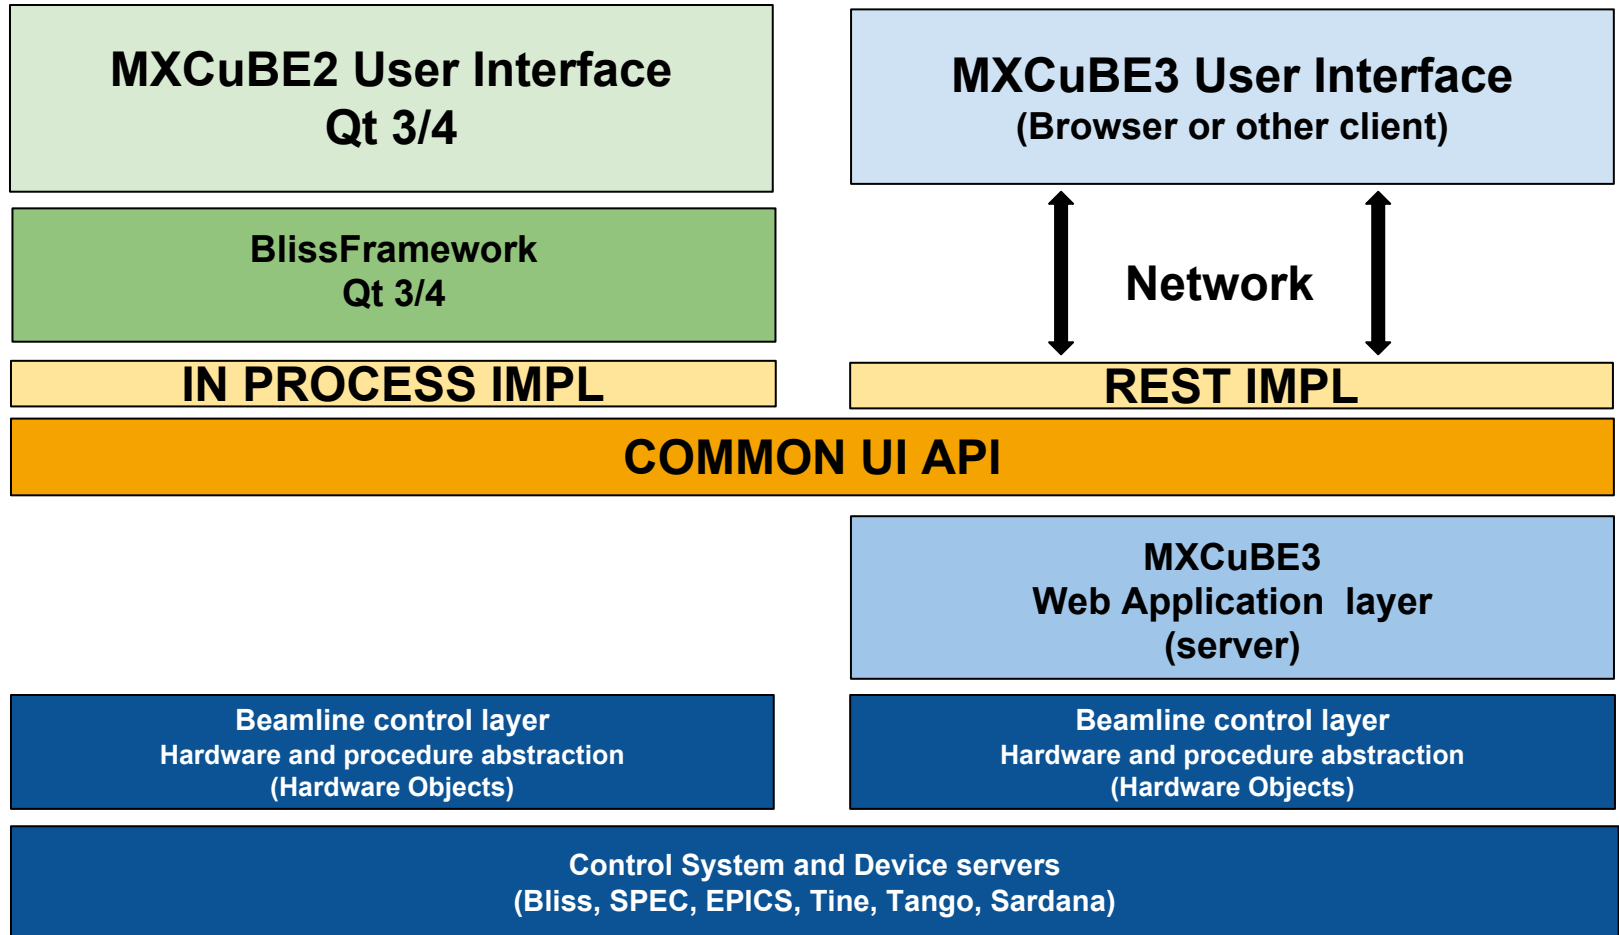 MXCuBE2 User Interface
Qt 3/4
MXCuBE3 User Interface
(Browser or other client)
BlissFramework
Qt 3/4
Network
IN PROCESS IMPL
REST IMPL
COMMON UI API
MXCuBE3
Web Application layer
(server)
Beamline control layer
Hardware and procedure abstraction
(Hardware Objects)
Beamline control layer
Hardware and procedure abstraction
(Hardware Objects)
Control System and Device servers
(Bliss, SPEC, EPICS, Tine, Tango, Sardana)